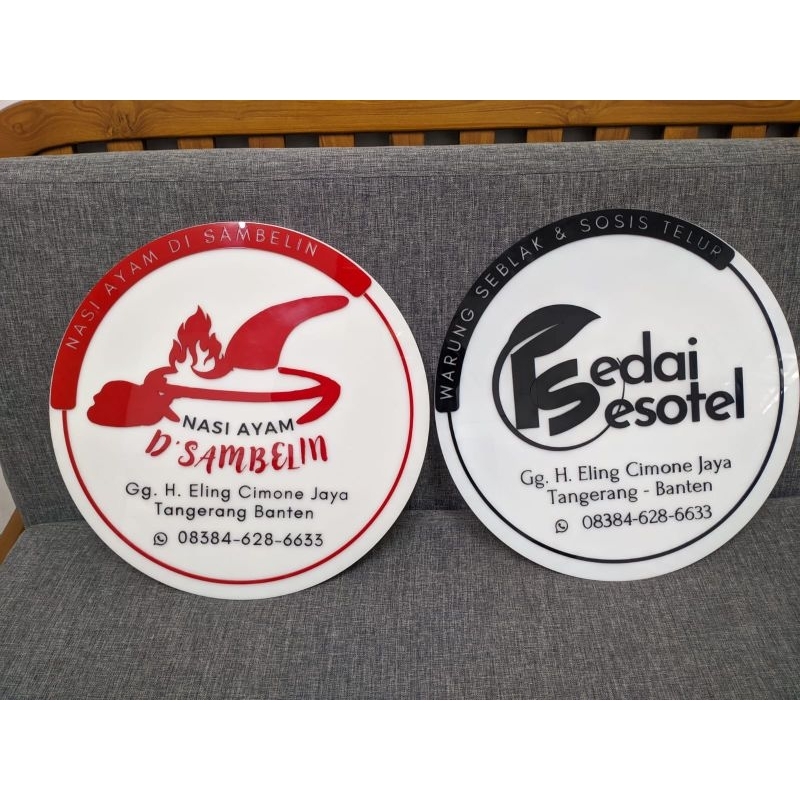 NASI AYAM DI SAMBELIN
NASI AYAM
D'SAMBELIN
Gg. H. Eling Cimone Jaya
Tangerang Banten
08384-628-6633
WARUNG SEBLAK & SOSIS TELUR
Fedai
Sesotel
Gg. H. Eling Cimone Jaya
Tangerang - Banten
08384-628-6633